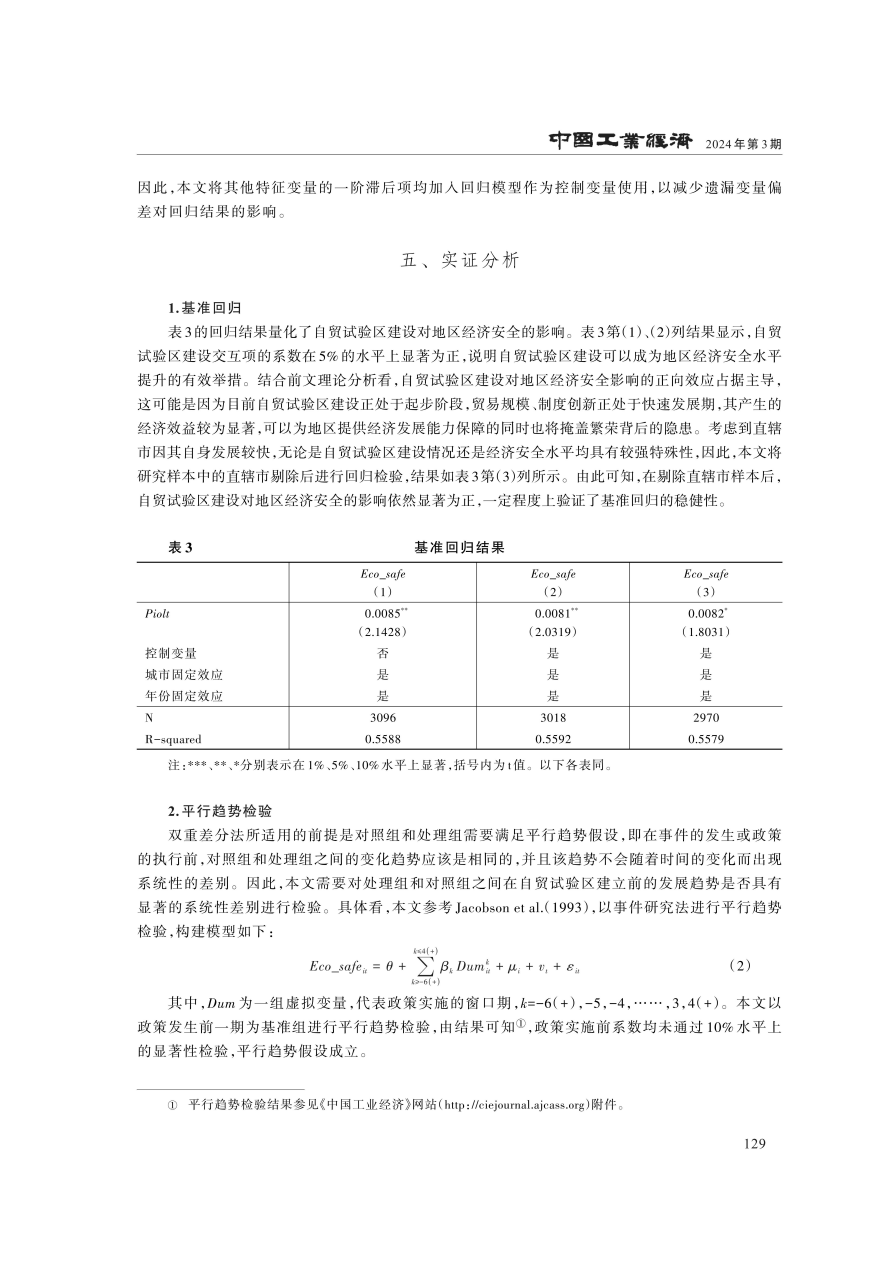 中国工业经济 2024年第3期
因此,本文将其他特征变量的一阶滞后项均加入回归模型作为控制变量使用,以减少遗漏变量偏
差对回归结果的影响。
五、实证分析
1.基准回归
表3的回归结果量化了自贸试验区建设对地区经济安全的影响。表3第(1)、(2)列结果显示,自贸
试验区建设交互项的系数在5%的水平上显著为正,说明自贸试验区建设可以成为地区经济安全水平
提升的有效举措。结合前文理论分析看,自贸试验区建设对地区经济安全影响的正向效应占据主导,
这可能是因为目前自贸试验区建设正处于起步阶段,贸易规模、制度创新正处于快速发展期,其产生的
经济效益较为显著,可以为地区提供经济发展能力保障的同时也将掩盖繁荣背后的隐患。考虑到直辖
市因其自身发展较快,无论是自贸试验区建设情况还是经济安全水平均具有较强特殊性,因此,本文将
研究样本中的直辖市剔除后进行回归检验,结果如表3第(3)列所示。由此可知,在剔除直辖市样本后,
自贸试验区建设对地区经济安全的影响依然显著为正,一定程度上验证了基准回归的稳健性。
表3 基准回归结果
Eco_safe Eco_safe Eco_safe
(1) (2) (3)
Piolt 0.0085** 0.0081** 0.0082*
(2.1428) (2.0319) (1.8031)
控制变量 否 是 是
城市固定效应 是 是 是
年份固定效应 是 是 是
N 3096 3018 2970
R-squared 0.5588 0.5592 0.5579
注:***、**、*分别表示在1%、5%、10%水平上显著,括号内为t值。以下各表同。
2.平行趋势检验
双重差分法所适用的前提是对照组和处理组需要满足平行趋势假设,即在事件的发生或政策
的执行前,对照组和处理组之间的变化趋势应该是相同的,并且该趋势不会随着时间的变化而出现
系统性的差别。因此,本文需要对处理组和对照组之间在自贸试验区建立前的发展趋势是否具有
显著的系统性差别进行检验。具体看,本文参考Jacobson et al.(1993),以事件研究法进行平行趋势
检验,构建模型如下:
Eco_safe_{it} = θ + ∑_{k≥-6(+)}^{k≤4(+)} β_k Dum_{it}^k + μ_i + v_t + ε_{it} (2)
其中,Dum为一组虚拟变量,代表政策实施的窗口期,k=-6(+),-5,-4,……,3,4(+)。本文以
政策发生前一期为基准组进行平行趋势检验,由结果可知①,政策实施前系数均未通过10%水平上
的显著性检验,平行趋势假设成立。
① 平行趋势检验结果参见《中国工业经济》网站(http://ciejournal.ajcass.org)附件。
129